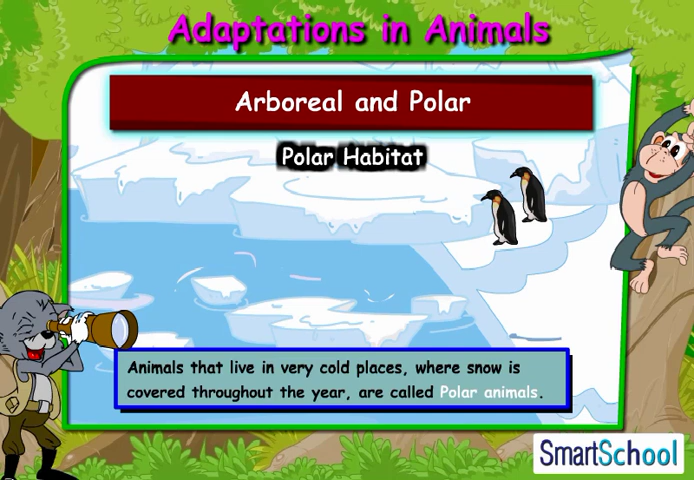 Adaptations in Animals
Arboreal and Polar
Polar Habitat
Animals that live in very cold places, where snow is
covered throughout the year, are called Polar animals.
SmartSchool